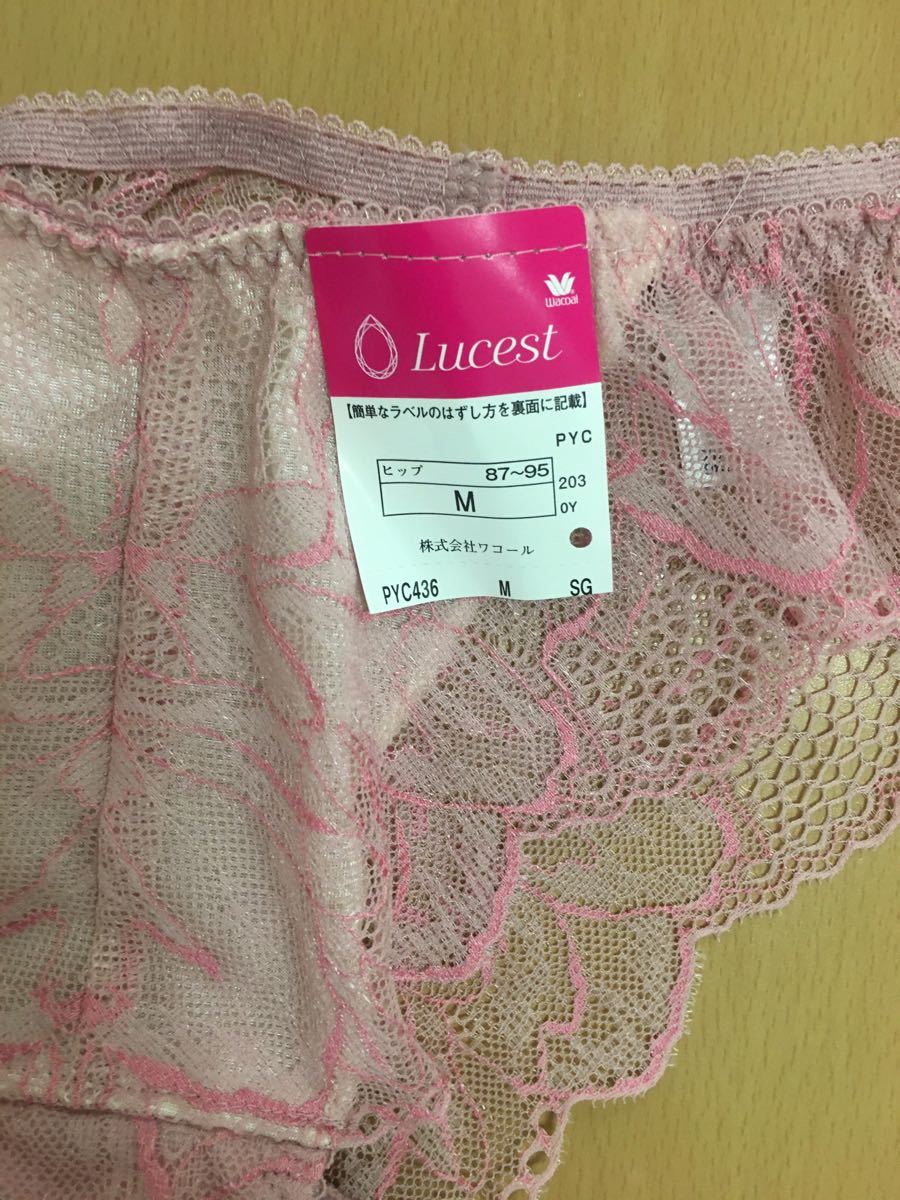 Wacoal
Lucest
【簡単なラベルのはずし方を裏面に記載】
PYC
ヒップ 87～95
M
203
0Y
株式会社ワコール
PYC436 M SG